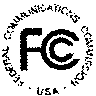 FEDERAL COMMUNICATIONS COMMISSION
FCC
• USA •